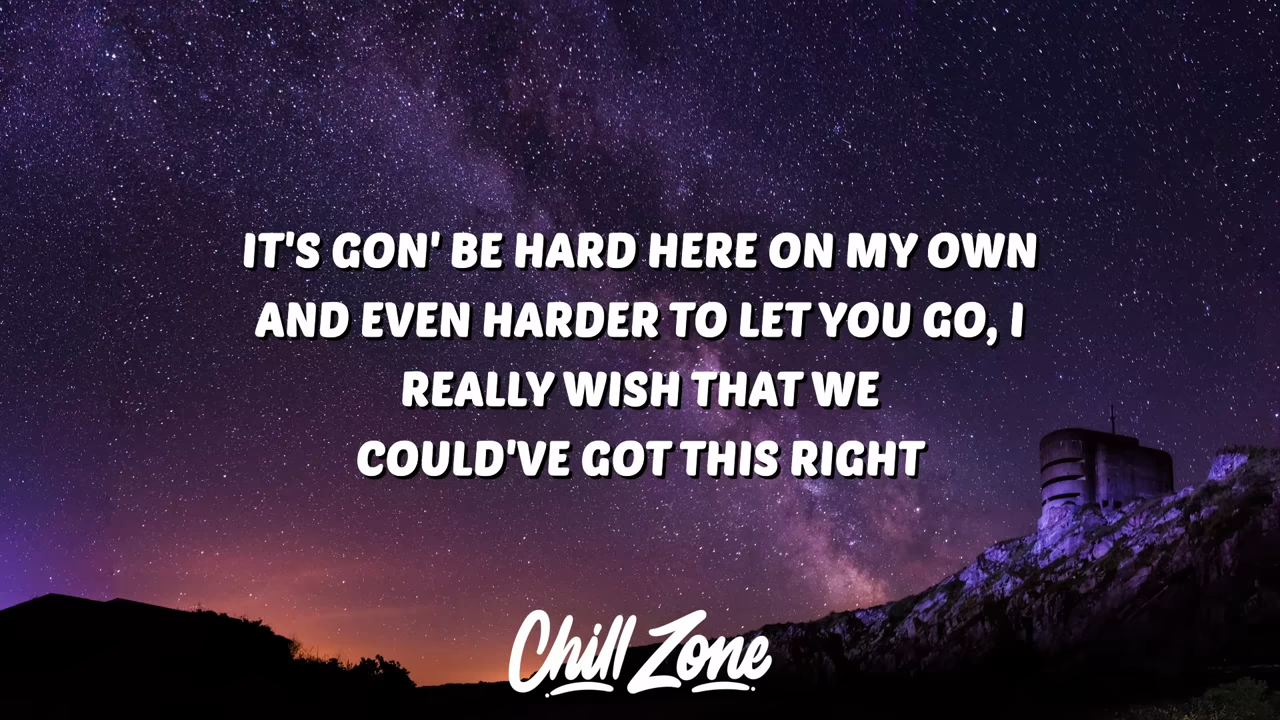 IT'S GON' BE HARD HERE ON MY OWN
AND EVEN HARDER TO LET YOU GO, I
REALLY WISH THAT WE
COULD'VE GOT THIS RIGHT
Chill Zone